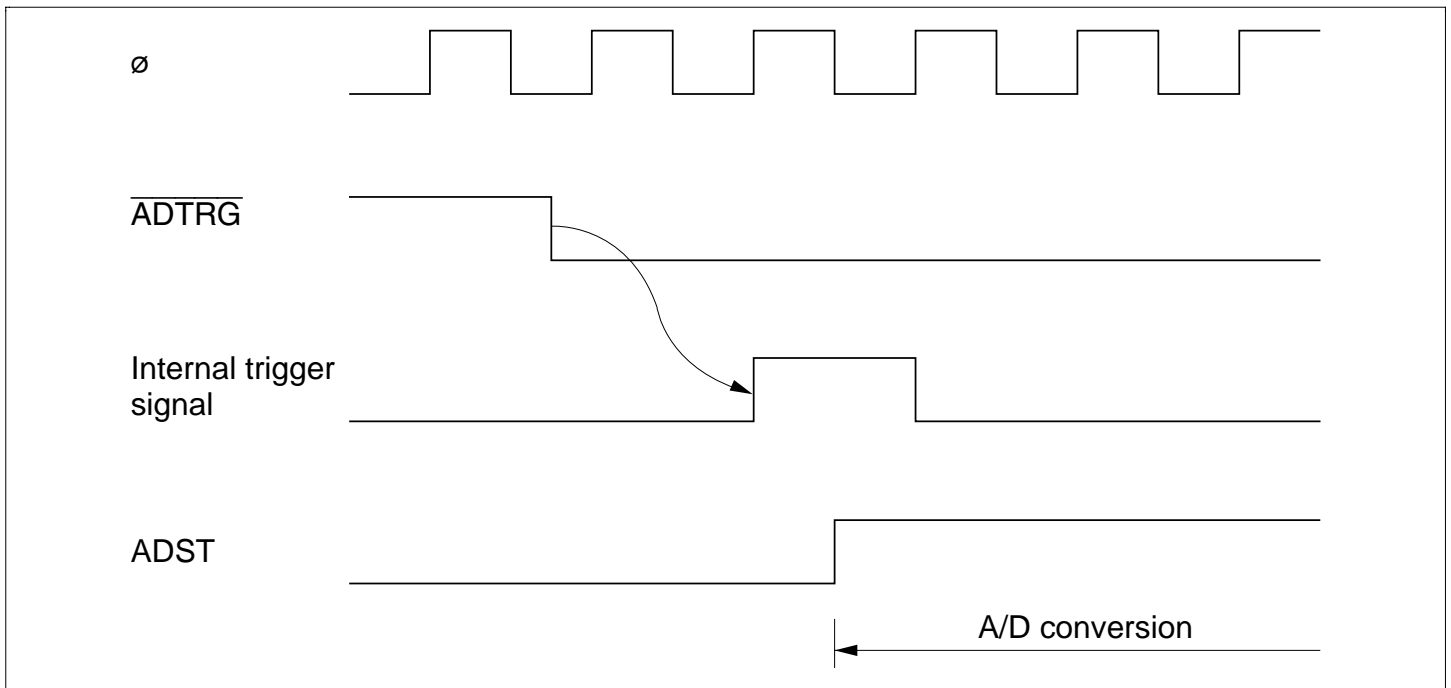 ø
ADTRG
Internal trigger
signal
ADST
A/D conversion